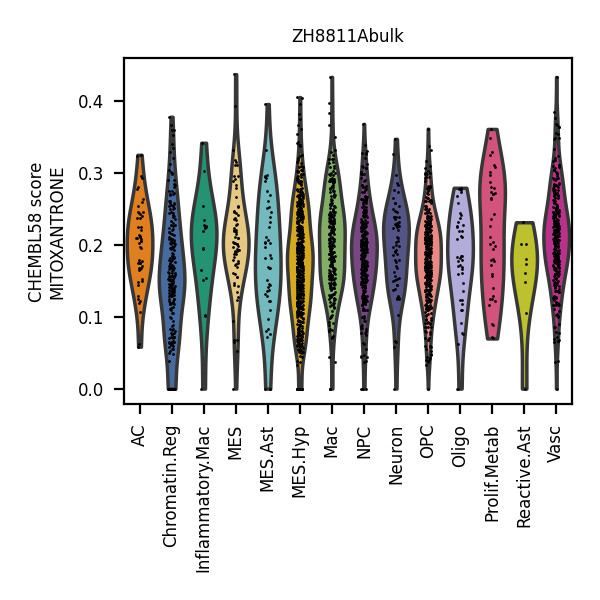 ZH8811Abulk
CHEMBL58 score
MITOXANTRONE
0.4
0.3
0.2
0.1
0.0
AC
Chromatin.Reg
Inflammatory.Mac
MES
MES.Ast
MES.Hyp
Mac
NPC
Neuron
OPC
Oligo
Prolif.Metab
Reactive.Ast
Vasc